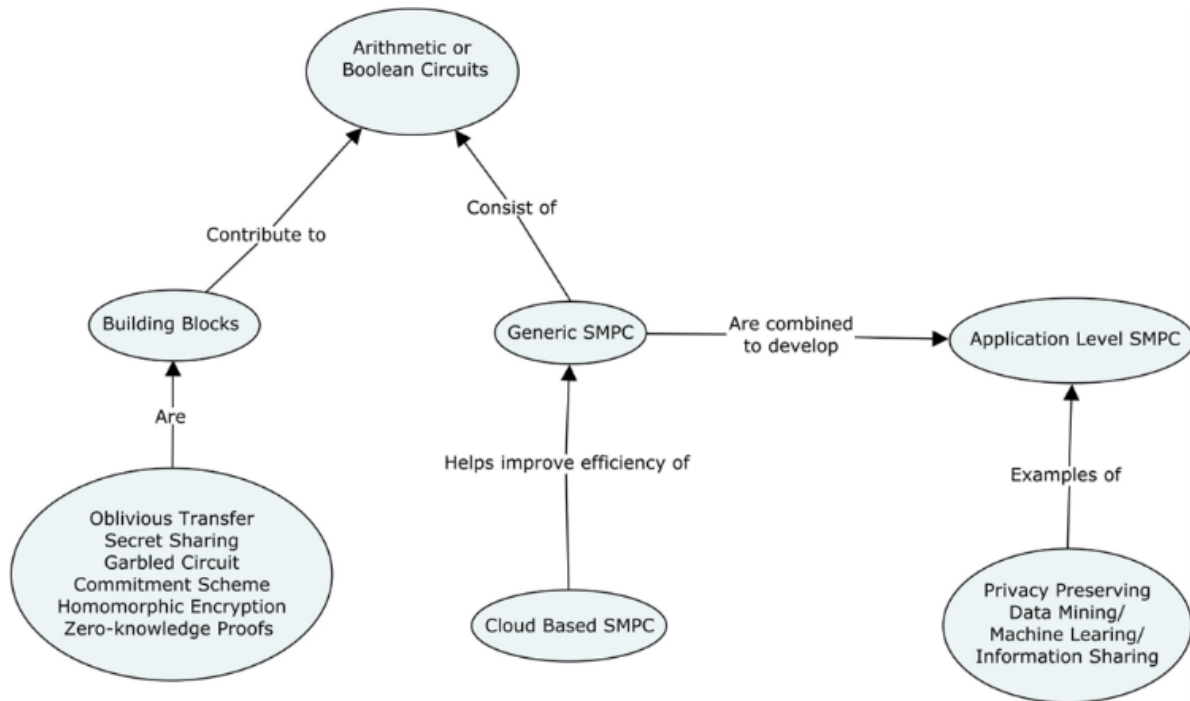 Arithmetic or
Boolean Circuits
Contribute to
Consist of
Building Blocks
Generic SMPC
Are combined
to develop
Application Level SMPC
Are
Helps improve efficiency of
Examples of
Oblivious Transfer
Secret Sharing
Garbled Circuit
Commitment Scheme
Homomorphic Encryption
Zero-knowledge Proofs
Cloud Based SMPC
Privacy Preserving
Data Mining/
Machine Learing/
Information Sharing